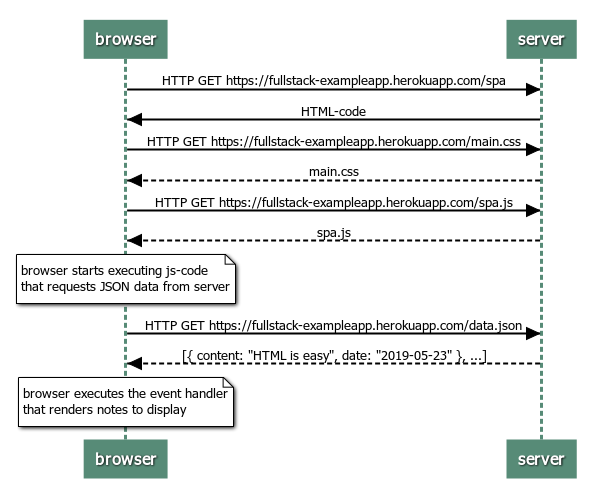 browser server
HTTP GET https://fullstack-exampleapp.herokuapp.com/spa
HTML-code
HTTP GET https://fullstack-exampleapp.herokuapp.com/main.css
main.css
HTTP GET https://fullstack-exampleapp.herokuapp.com/spa.js
spa.js
browser starts executing js-code
that requests JSON data from server
HTTP GET https://fullstack-exampleapp.herokuapp.com/data.json
[{ content: "HTML is easy", date: "2019-05-23" }, ...]
browser executes the event handler
that renders notes to display
browser server